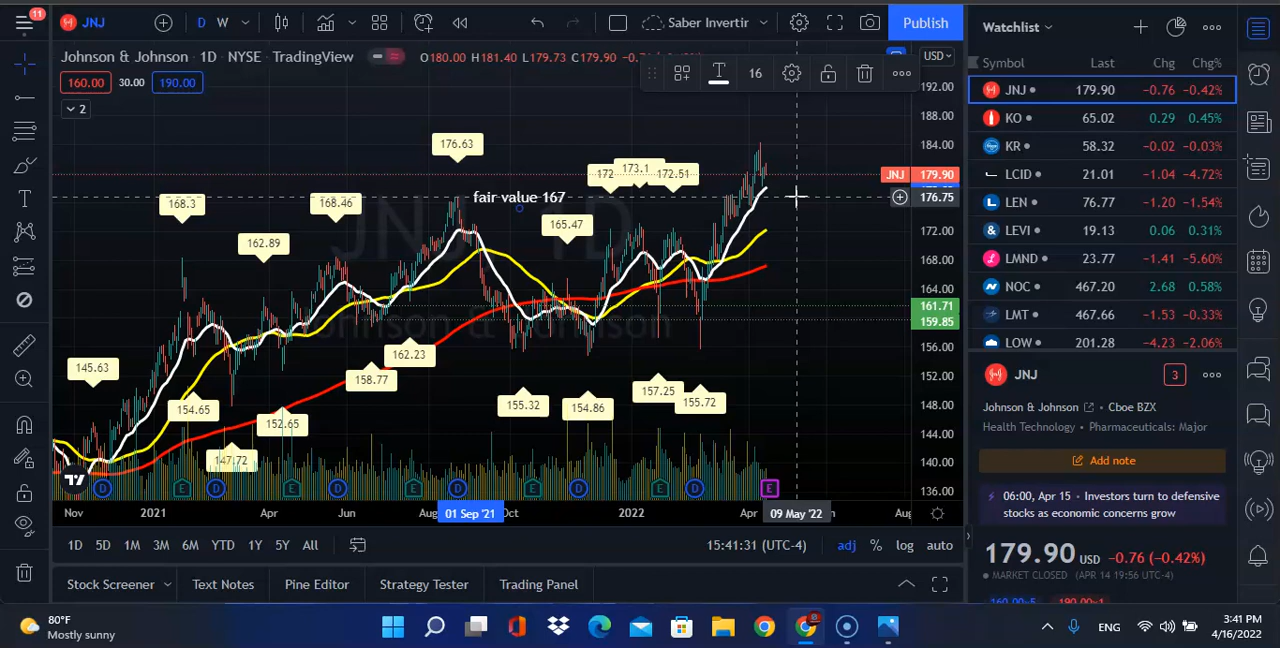 11
JNJ
D W
Saber Invertir
Publish
Johnson & Johnson · 1D · NYSE · TradingView
O180.00 H181.40 L179.73 C179.90
USD
160.00 30.00 190.00
2
16
192.00
188.00
184.00
JNJ 179.90
176.75
172.00
168.00
164.00
161.71
159.85
156.00
152.00
148.00
144.00
140.00
136.00
176.63
172
173.1
172.51
fair value 167
168.3
168.46
165.47
162.89
JNJ, 1D
Johnson & Johnson
162.23
145.63
158.77
157.25
155.72
155.32
154.86
154.65
152.65
147.72
D E D E D E D E D E D E
Nov 2021 Apr Jun Aug 01 Sep '21 Oct 2022 Apr 09 May '22 Aug
1D 5D 1M 3M 6M YTD 1Y 5Y All
15:41:31 (UTC-4) adj % log auto
Stock Screener Text Notes Pine Editor Strategy Tester Trading Panel
Watchlist
Symbol Last Chg Chg%
JNJ 179.90 −0.76 −0.42%
KO 65.02 0.29 0.45%
KR 58.32 −0.02 −0.03%
LCID 21.01 −1.04 −4.72%
LEN 76.77 −1.20 −1.54%
LEVI 19.13 0.06 0.31%
LMND 23.77 −1.41 −5.60%
NOC 467.20 2.68 0.58%
LMT 467.66 −1.53 −0.33%
LOW 201.28 −4.23 −2.06%
JNJ
3
Johnson & Johnson · Cboe BZX
Health Technology · Pharmaceuticals: Major
Add note
06:00, Apr 15 · Investors turn to defensive
stocks as economic concerns grow
179.90 USD −0.76 (−0.42%)
MARKET CLOSED (APR 14 19:56 UTC-4)
160.00×5 190.00×1
80°F
Mostly sunny
ENG
3:41 PM
4/16/2022